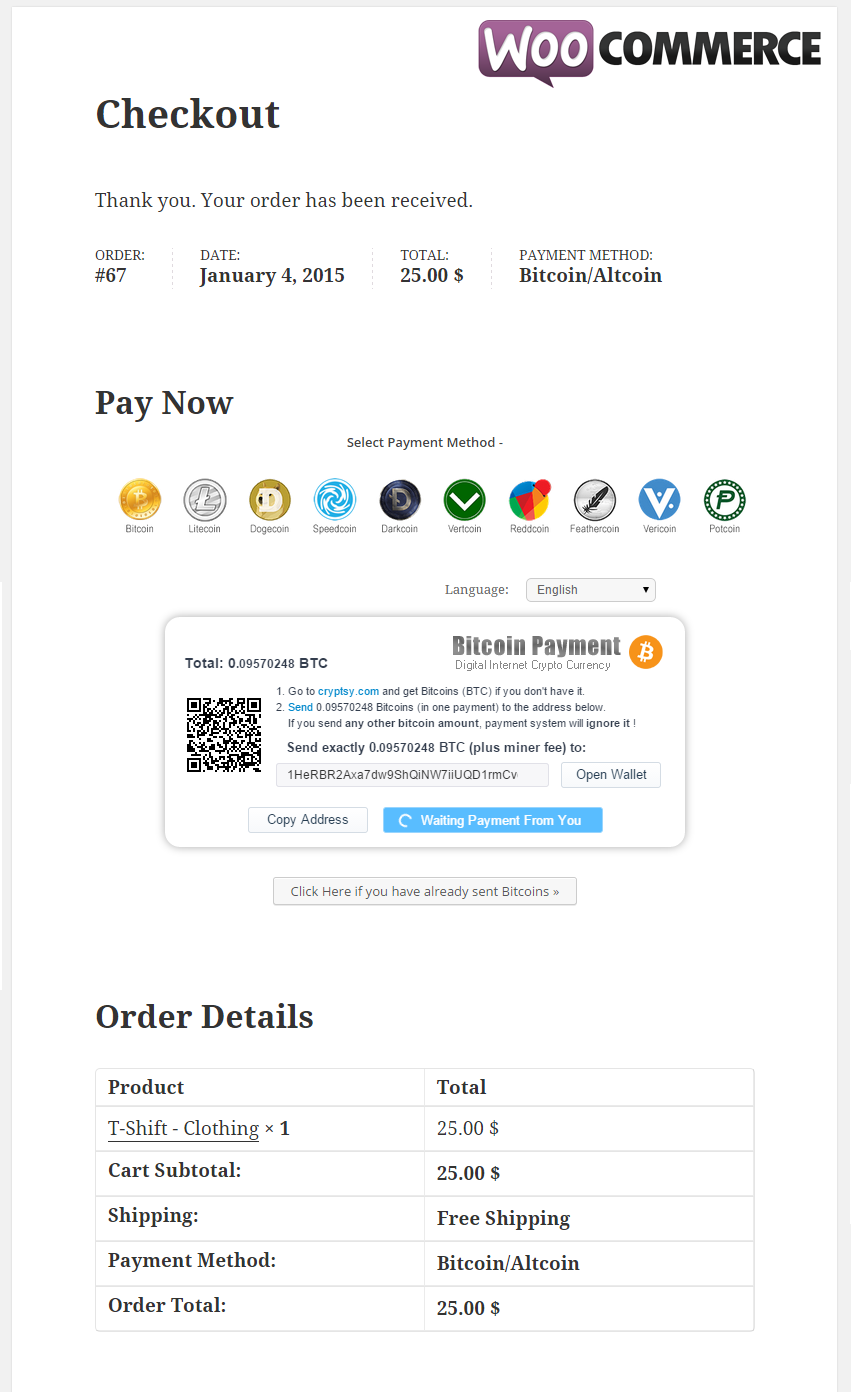 WOO COMMERCE
Checkout
Thank you. Your order has been received.
ORDER: DATE: TOTAL: PAYMENT METHOD:
#67 January 4, 2015 25.00 $ Bitcoin/Altcoin
Pay Now
Select Payment Method -
Bitcoin Litecoin Dogecoin Speedcoin Darkcoin Vertcoin Reddcoin Feathercoin Vericoin Potcoin
Language: English
Bitcoin Payment
Digital Internet Crypto Currency
Total: 0.09570248 BTC
1. Go to cryptsy.com and get Bitcoins (BTC) if you don't have it.
2. Send 0.09570248 Bitcoins (in one payment) to the address below.
If you send any other bitcoin amount, payment system will ignore it !
Send exactly 0.09570248 BTC (plus miner fee) to:
1HeRBR2Axa7dw9ShQiNW7iiUQD1rmCv Open Wallet
Copy Address Waiting Payment From You
Click Here if you have already sent Bitcoins »
Order Details
Product Total
T-Shift - Clothing × 1 25.00 $
Cart Subtotal: 25.00 $
Shipping: Free Shipping
Payment Method: Bitcoin/Altcoin
Order Total: 25.00 $